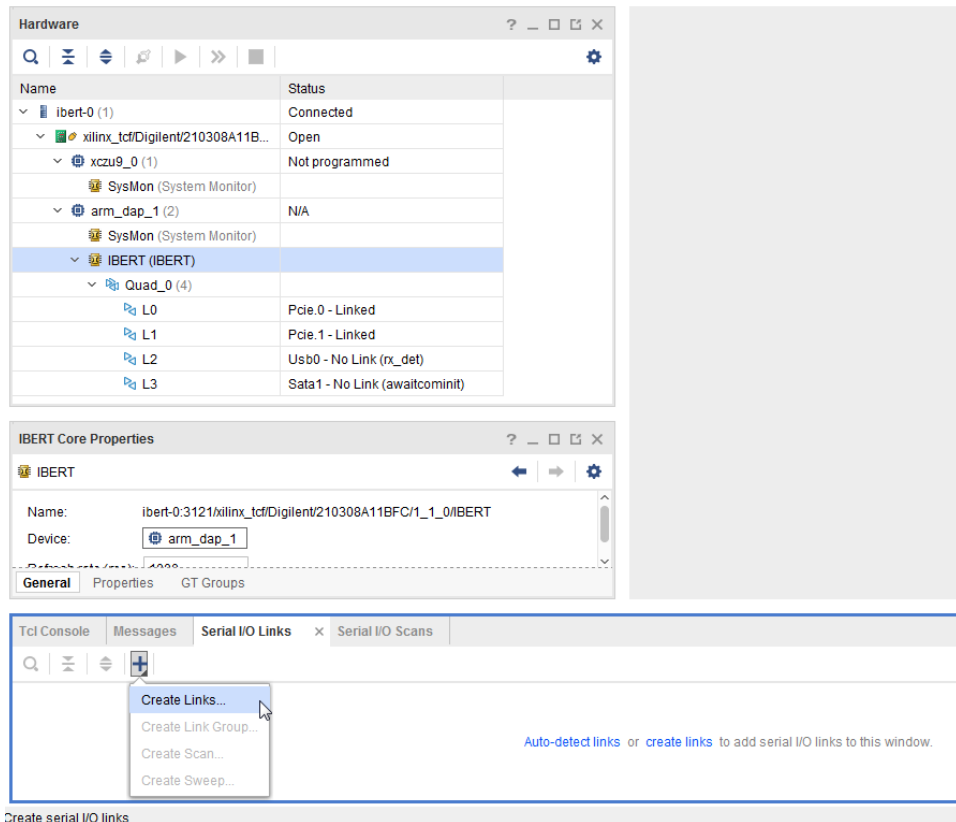 Hardware
Name Status
ibert-0 (1) Connected
xilinx_tcf/Digilent/210308A11B... Open
xczu9_0 (1) Not programmed
SysMon (System Monitor)
arm_dap_1 (2) N/A
SysMon (System Monitor)
IBERT (IBERT)
Quad_0 (4)
L0 Pcie.0 - Linked
L1 Pcie.1 - Linked
L2 Usb0 - No Link (rx_det)
L3 Sata1 - No Link (awaitcominit)
IBERT Core Properties
IBERT
Name: ibert-0:3121/xilinx_tcf/Digilent/210308A11BFC/1_1_0/IBERT
Device: arm_dap_1
Refresh rate (ms):
General Properties GT Groups
Tcl Console Messages Serial I/O Links Serial I/O Scans
Create Links...
Create Link Group...
Auto-detect links or create links to add serial I/O links to this window.
Create Scan...
Create Sweep...
Create serial I/O links